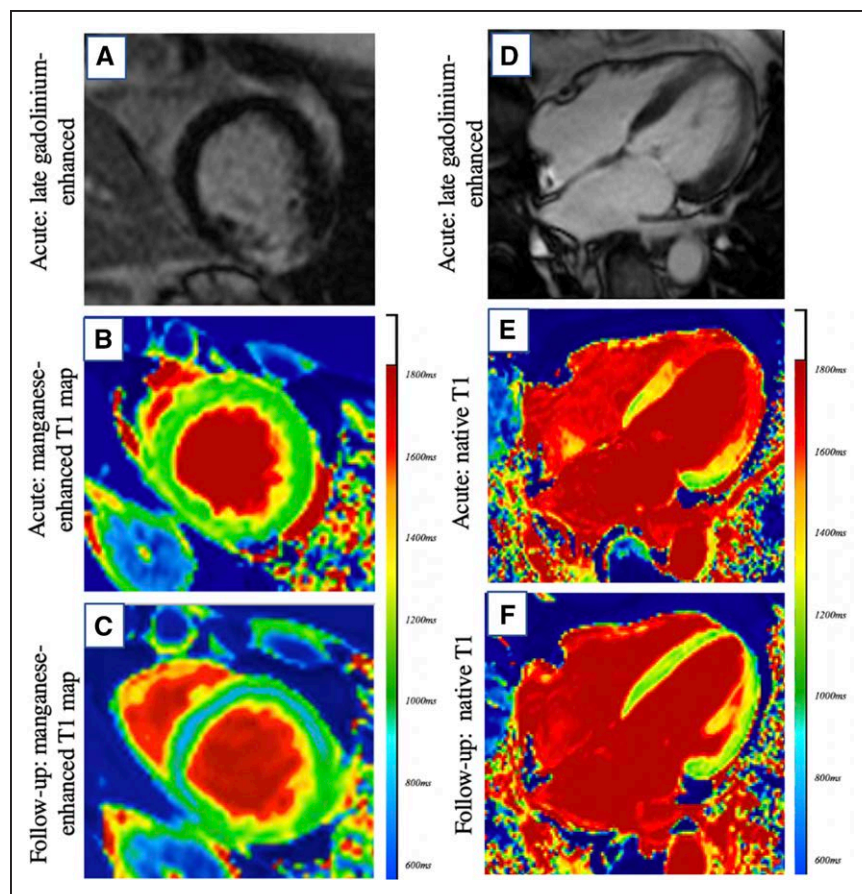 A
Acute: late gadolinium-
enhanced
B
Acute: manganese-
enhanced T1 map
C
Follow-up: manganese-
enhanced T1 map
1800ms
1600ms
1400ms
1200ms
1000ms
800ms
600ms
D
Acute: late gadolinium-
enhanced
E
Acute: native T1
F
Follow-up: native T1
1800ms
1600ms
1400ms
1200ms
1000ms
800ms
600ms